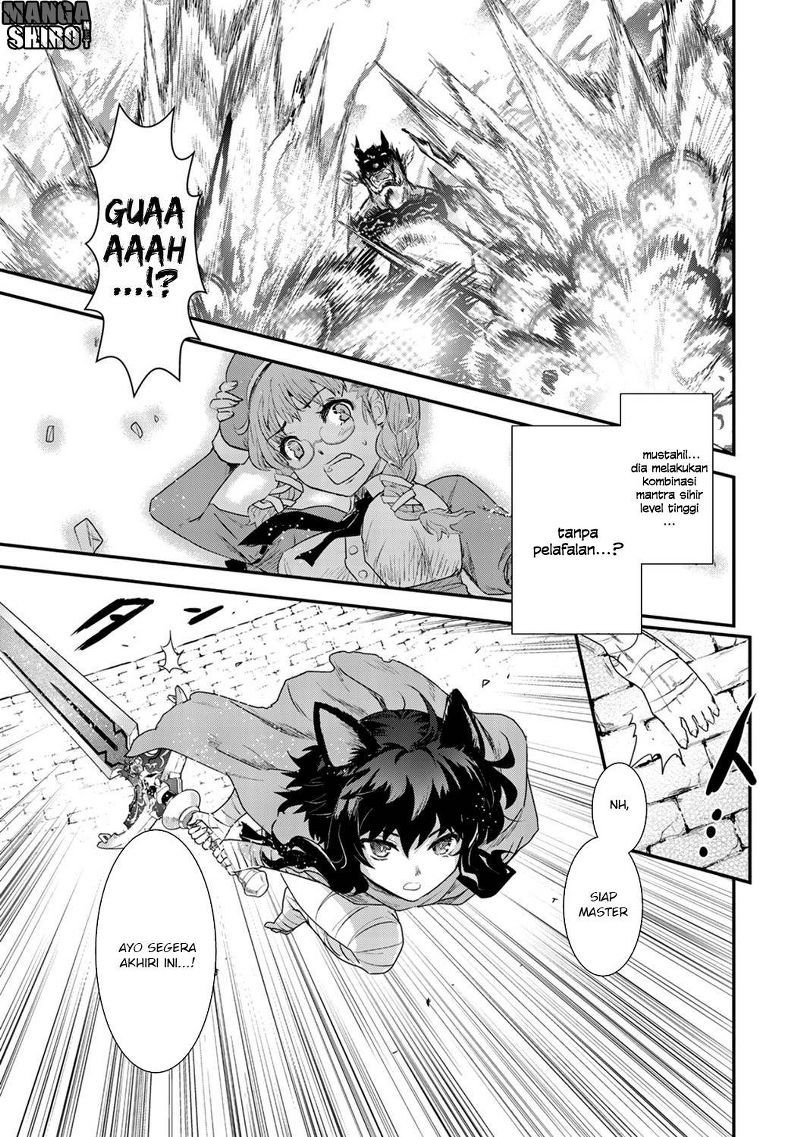 MANGA
SHIRO
NET
GUAA
AAAH
...!?
mustahil...
dia melakukan
kombinasi
mantra sihir
level tinggi
...
tanpa
pelafalan...?
NH,
SIAP
MASTER
AYO SEGERA
AKHIRI INI...!